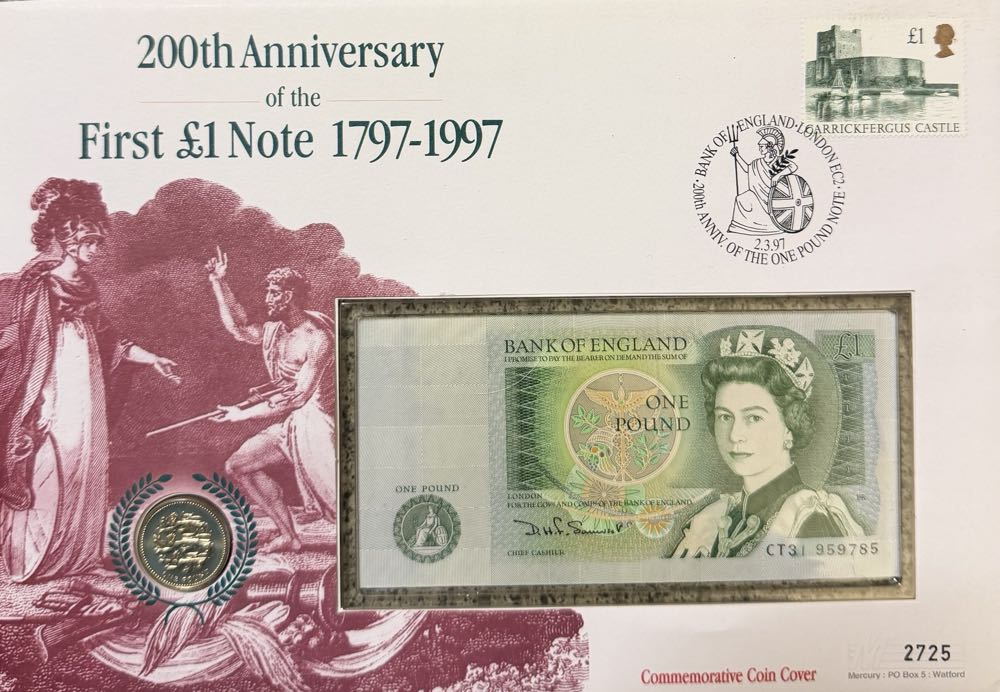 200th Anniversary
of the
First £1 Note 1797-1997
£1
CARRICKFERGUS CASTLE
BANK OF ENGLAND · LONDON EC2 ·
200th ANNIV. OF THE ONE POUND NOTE ·
2.3.97
BANK OF ENGLAND
I PROMISE TO PAY THE BEARER ON DEMAND THE SUM OF
£1
ONE
POUND
ONE POUND
LONDON
FOR THE GOVR AND COMPA OF THE BANK OF ENGLAND
CHIEF CASHIER
CT31 959785
ONE POUND
Commemorative Coin Cover
2725
Mercury : PO Box 5 : Watford